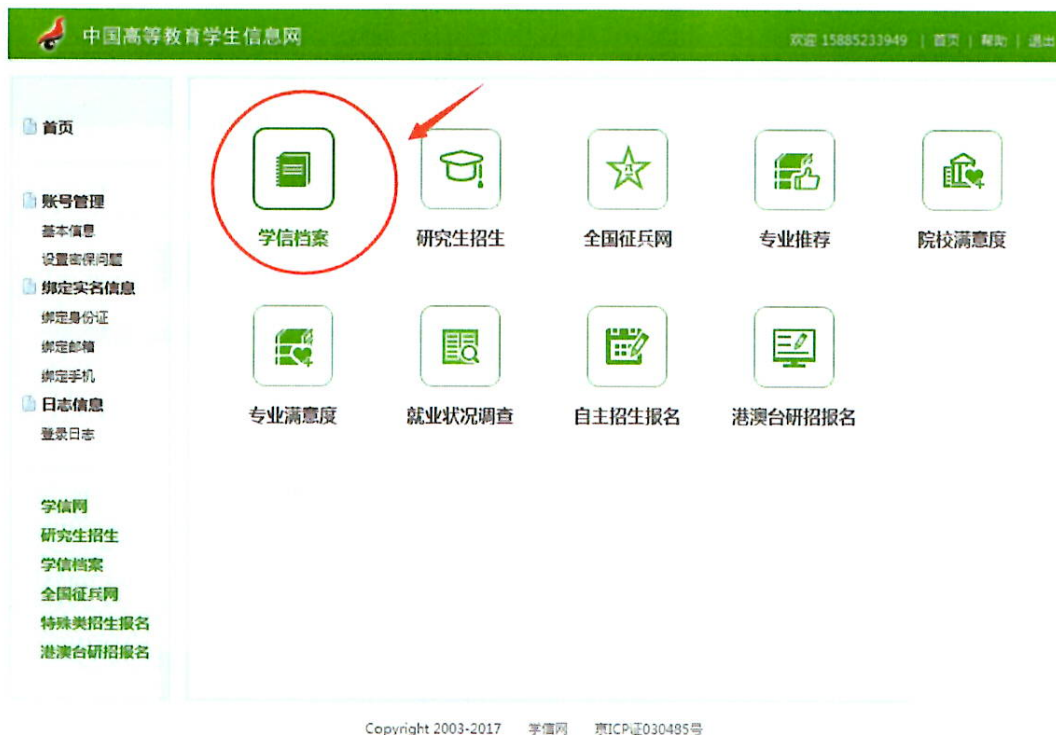 中国高等教育学生信息网
欢迎 15885233949 | 首页 | 帮助 | 退出
首页
账号管理
基本信息
设置密保问题
绑定实名信息
绑定身份证
绑定邮箱
绑定手机
日志信息
登录日志
学信网
研究生招生
学信档案
全国征兵网
特殊类招生报名
港澳台研招报名
学信档案 研究生招生 全国征兵网 专业推荐 院校满意度
专业满意度 就业状况调查 自主招生报名 港澳台研招报名
Copyright 2003-2017 学信网 京ICP证030485号